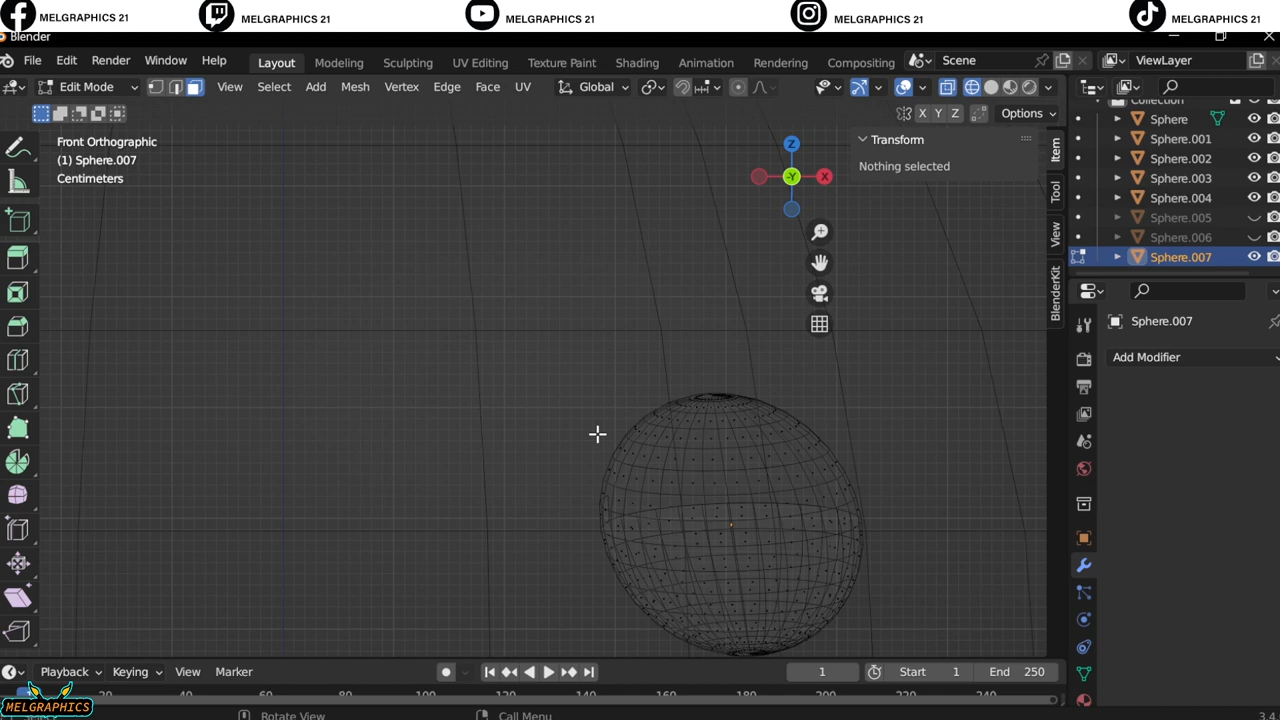 MELGRAPHICS 21 MELGRAPHICS 21 MELGRAPHICS 21 MELGRAPHICS 21 MELGRAPHICS 21
Blender
File Edit Render Window Help Layout Modeling Sculpting UV Editing Texture Paint Shading Animation Rendering Compositing Scene ViewLayer
Edit Mode View Select Add Mesh Vertex Edge Face UV Global
X Y Z Options
Collection
Front Orthographic
(1) Sphere.007
Centimeters
Transform
Nothing selected
Item
Tool
View
BlenderKit
Z
-Y
X
Sphere
Sphere.001
Sphere.002
Sphere.003
Sphere.004
Sphere.005
Sphere.006
Sphere.007
Sphere.007
Add Modifier
Playback Keying View Marker 1 Start 1 End 250
20 40 60 80 100 120 140 160 180 200 220 240
MELGRAPHICS
Rotate View Call Menu 3.4